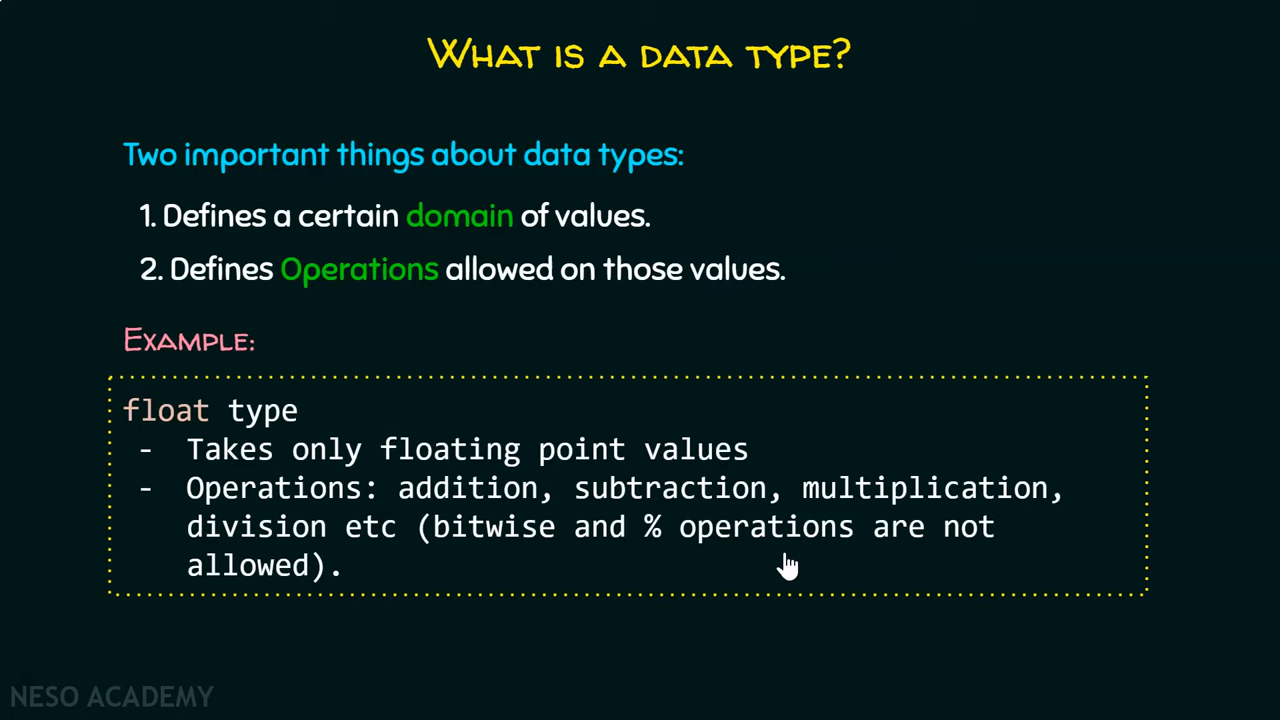 What is a data type?
Two important things about data types:
1. Defines a certain domain of values.
2. Defines Operations allowed on those values.
Example:
float type
- Takes only floating point values
- Operations: addition, subtraction, multiplication,
division etc (bitwise and % operations are not
allowed).
NESO ACADEMY